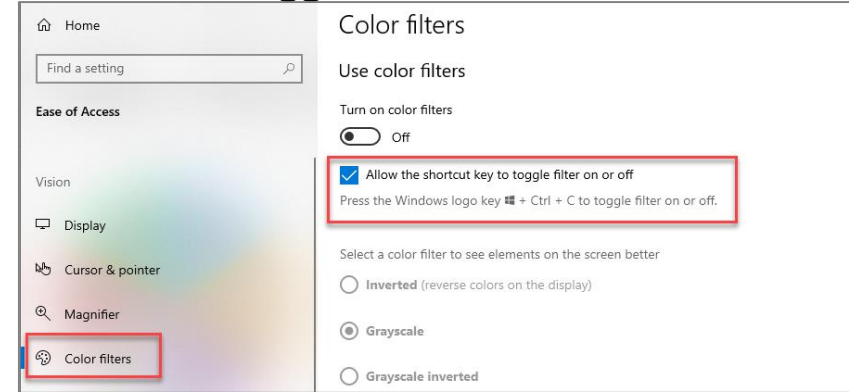 Home
Find a setting
Ease of Access
Vision
Display
Cursor & pointer
Magnifier
Color filters
Color filters
Use color filters
Turn on color filters
Off
Allow the shortcut key to toggle filter on or off
Press the Windows logo key + Ctrl + C to toggle filter on or off.
Select a color filter to see elements on the screen better
Inverted (reverse colors on the display)
Grayscale
Grayscale inverted